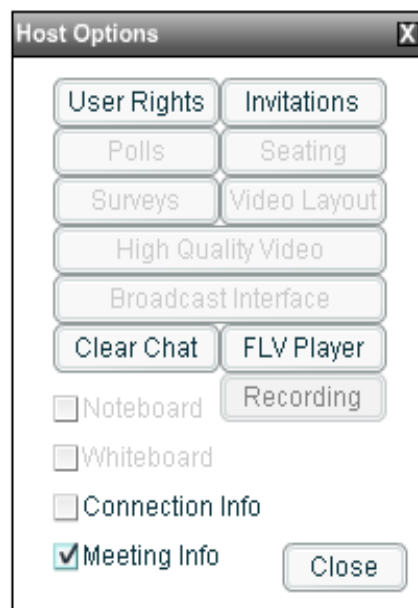 Host Options X
User Rights Invitations
Polls Seating
Surveys Video Layout
High Quality Video
Broadcast Interface
Clear Chat FLV Player
Noteboard Recording
Whiteboard
Connection Info
Meeting Info Close